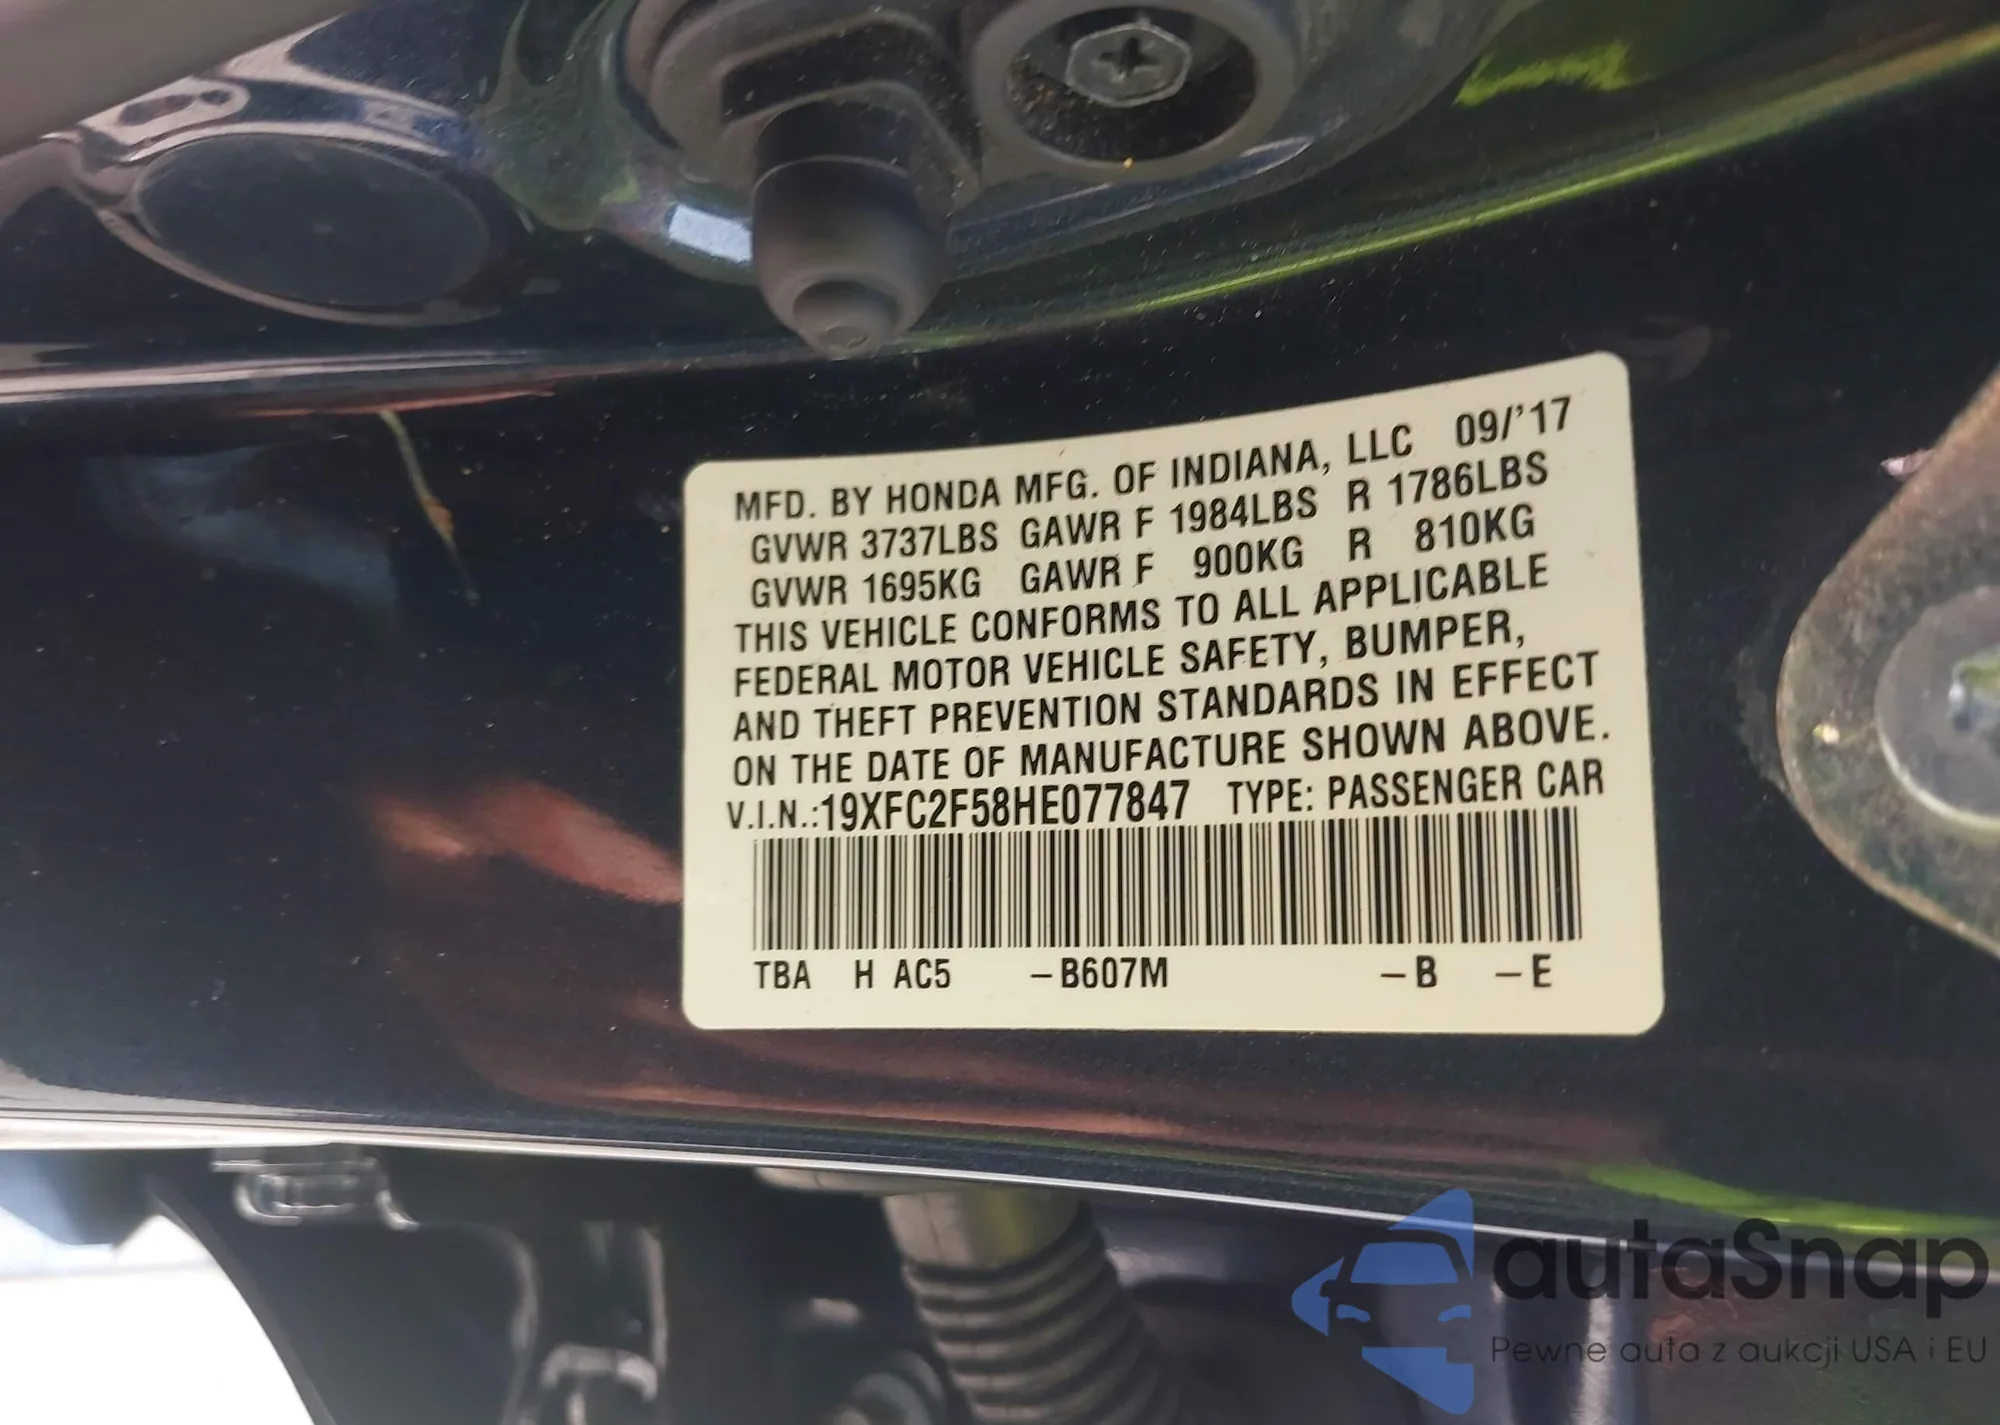 MFD. BY HONDA MFG. OF INDIANA, LLC 09/'17
GVWR 3737LBS GAWR F 1984LBS R 1786LBS
GVWR 1695KG GAWR F 900KG R 810KG
THIS VEHICLE CONFORMS TO ALL APPLICABLE
FEDERAL MOTOR VEHICLE SAFETY, BUMPER,
AND THEFT PREVENTION STANDARDS IN EFFECT
ON THE DATE OF MANUFACTURE SHOWN ABOVE.
V.I.N.:19XFC2F58HE077847 TYPE: PASSENGER CAR
TBA H AC5 –B607M –B –E
autaSnap
Pewne auta z aukcji USA i EU